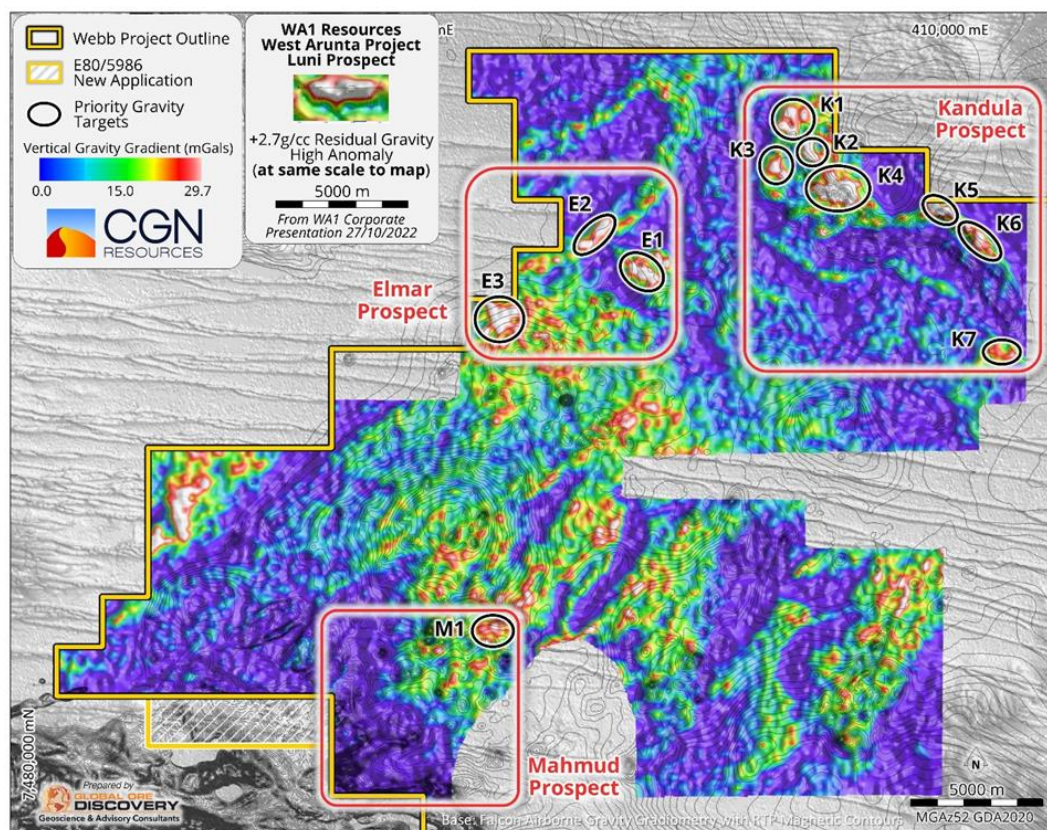 Webb Project Outline
E80/5986
New Application
Priority Gravity
Targets
Vertical Gravity Gradient (mGals)
0.0
15.0
29.7
CGN
RESOURCES
WA1 Resources
West Arunta Project
Luni Prospect
+2.7g/cc Residual Gravity
High Anomaly
(at same scale to map)
5000 m
From WA1 Corporate
Presentation 27/10/2022
mE
410,000 mE
Kandula
Prospect
K1
K2
K3
K4
K5
K6
K7
E2
E1
E3
Elmar
Prospect
M1
Mahmud
Prospect
7,480,000 mN
Prepared by
GLOBAL ORE
DISCOVERY
Geoscience & Advisory Consultants
N
5000 m
MGAz52 GDA2020
Base: Falcon Airborne Gravity Gradiometry with RTP Magnetic Contours